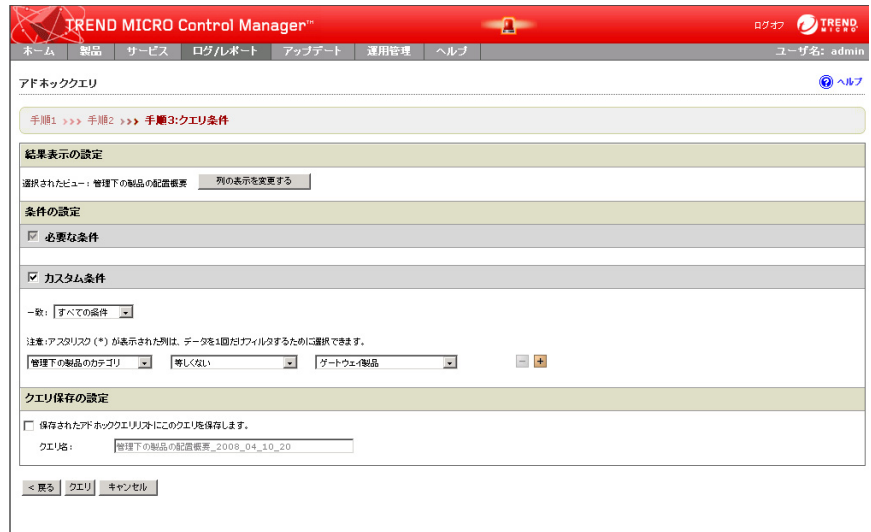 TREND MICRO Control Manager™
ログオフ
TREND MICRO
ホーム 製品 サービス ログ/レポート アップデート 運用管理 ヘルプ ユーザ名: admin
アドホッククエリ ヘルプ
手順1 >>> 手順2 >>> 手順3:クエリ条件
結果表示の設定
選択されたビュー: 管理下の製品の配置概要 列の表示を変更する
条件の設定
必要な条件
カスタム条件
一致: すべての条件
注意:アスタリスク (*) が表示された列は、データを1回だけフィルタするために選択できます。
管理下の製品のカテゴリ 等しくない ゲートウェイ製品
クエリ保存の設定
保存されたアドホッククエリリストにこのクエリを保存します。
クエリ名: 管理下の製品の配置概要_2008_04_10_20
< 戻る クエリ キャンセル